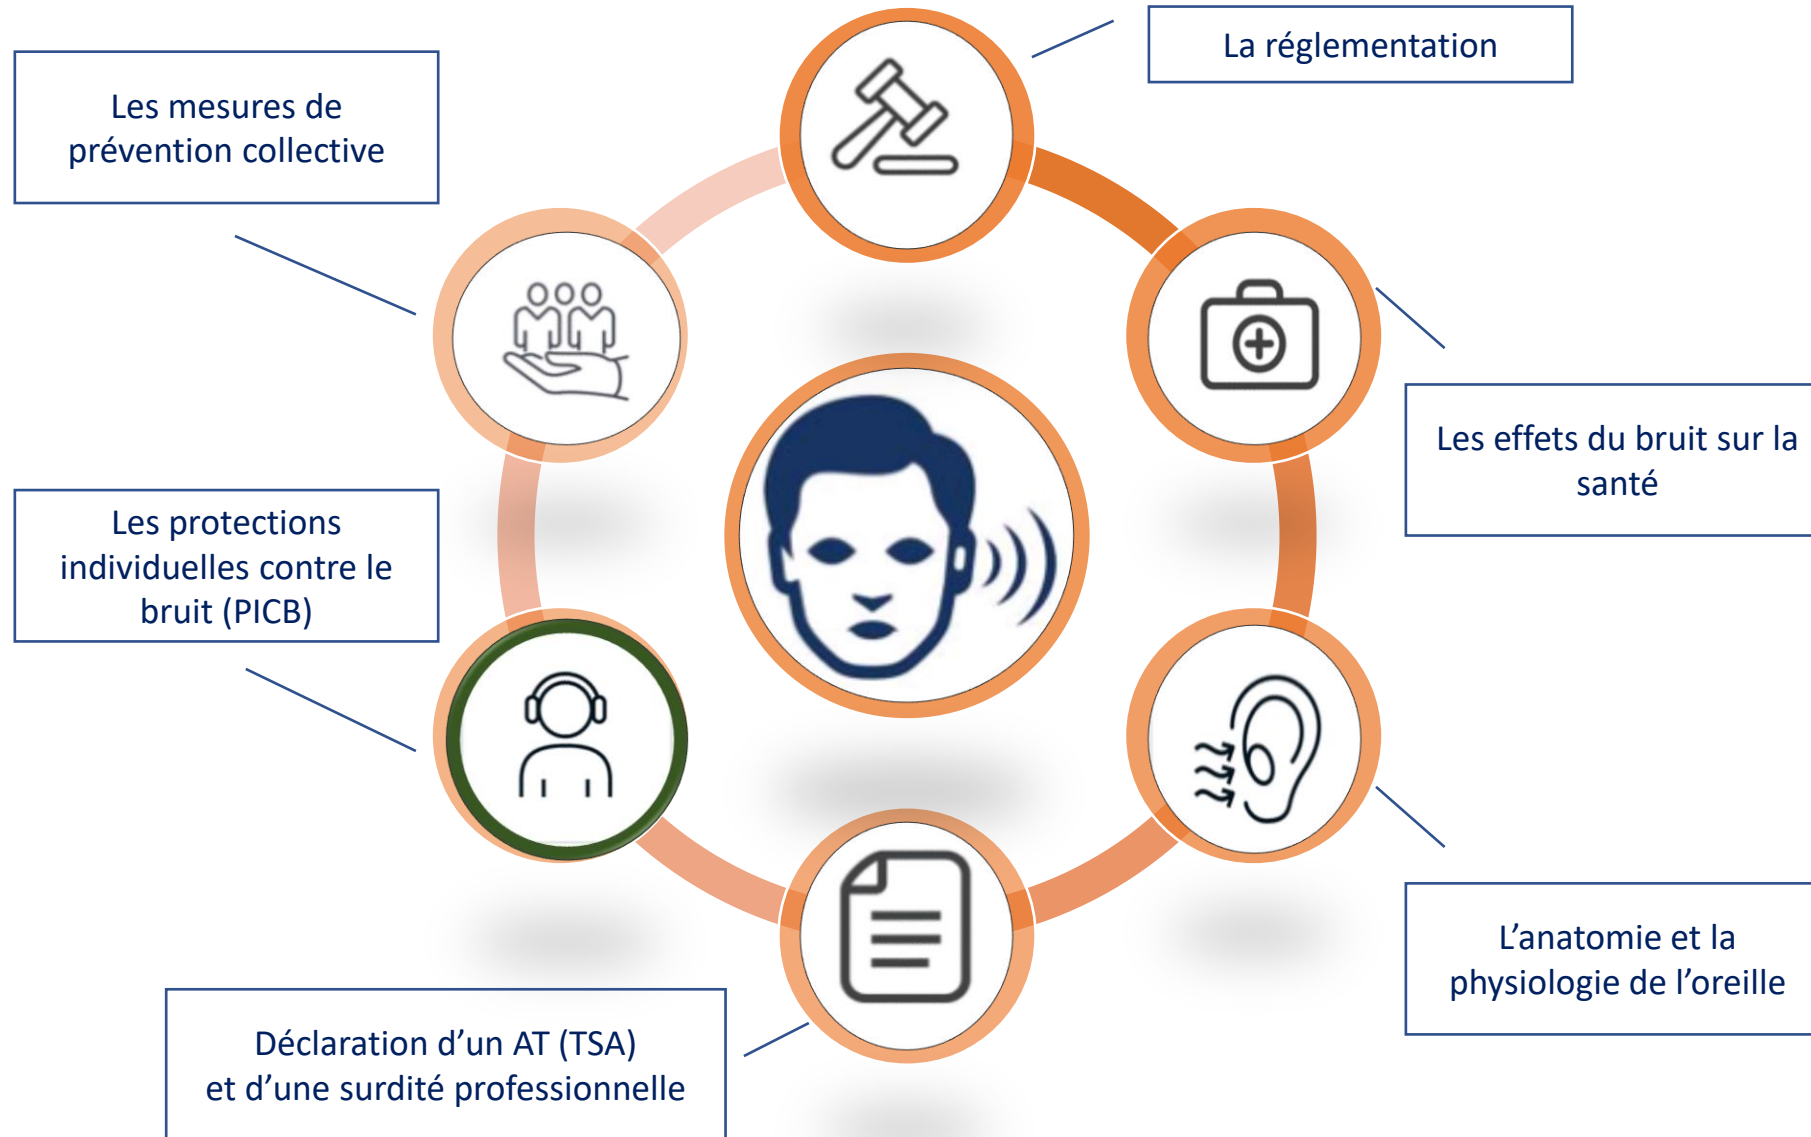 La réglementation
Les mesures de
prévention collective
Les effets du bruit sur la
santé
Les protections
individuelles contre le
bruit (PICB)
L’anatomie et la
physiologie de l’oreille
Déclaration d’un AT (TSA)
et d’une surdité professionnelle